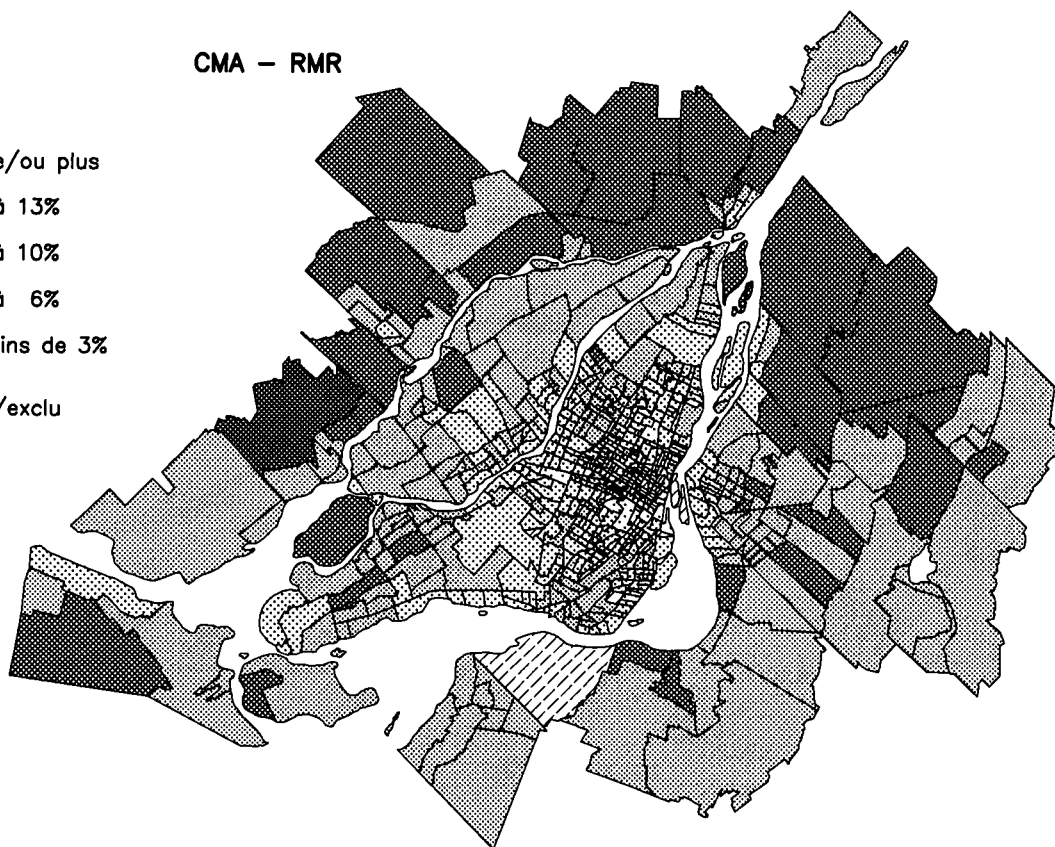 CMA – RMR
e/ou plus
à 13%
à 10%
à 6%
ins de 3%
/exclu